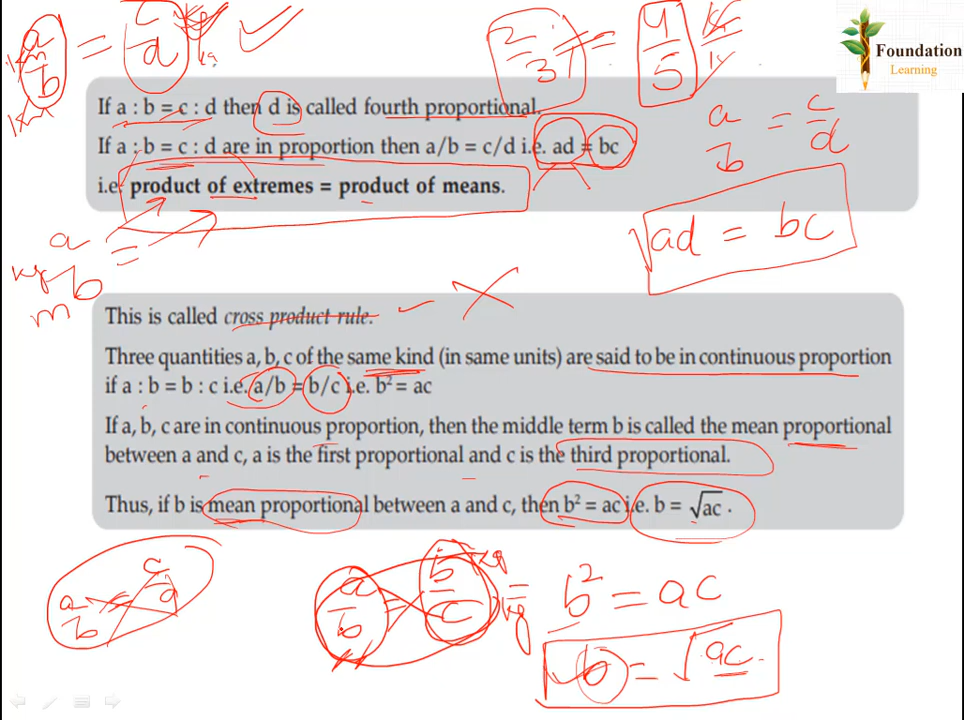 a/b = c/d
2/3 = 4/5
Foundation
Learning
If a : b = c : d then d is called fourth proportional.
If a : b = c : d are in proportion then a/b = c/d i.e. ad = bc
i.e. product of extremes = product of means.
a/b = c/d
ad = bc
a
kg b
m
=
This is called cross product rule.
Three quantities a, b, c of the same kind (in same units) are said to be in continuous proportion
if a : b = b : c i.e. a/b = b/c i.e. b² = ac
If a, b, c are in continuous proportion, then the middle term b is called the mean proportional
between a and c, a is the first proportional and c is the third proportional.
Thus, if b is mean proportional between a and c, then b² = ac i.e. b = √ac .
a/b = c/d
a/b = b/c
kg
= kg
b² = ac
b = √ac